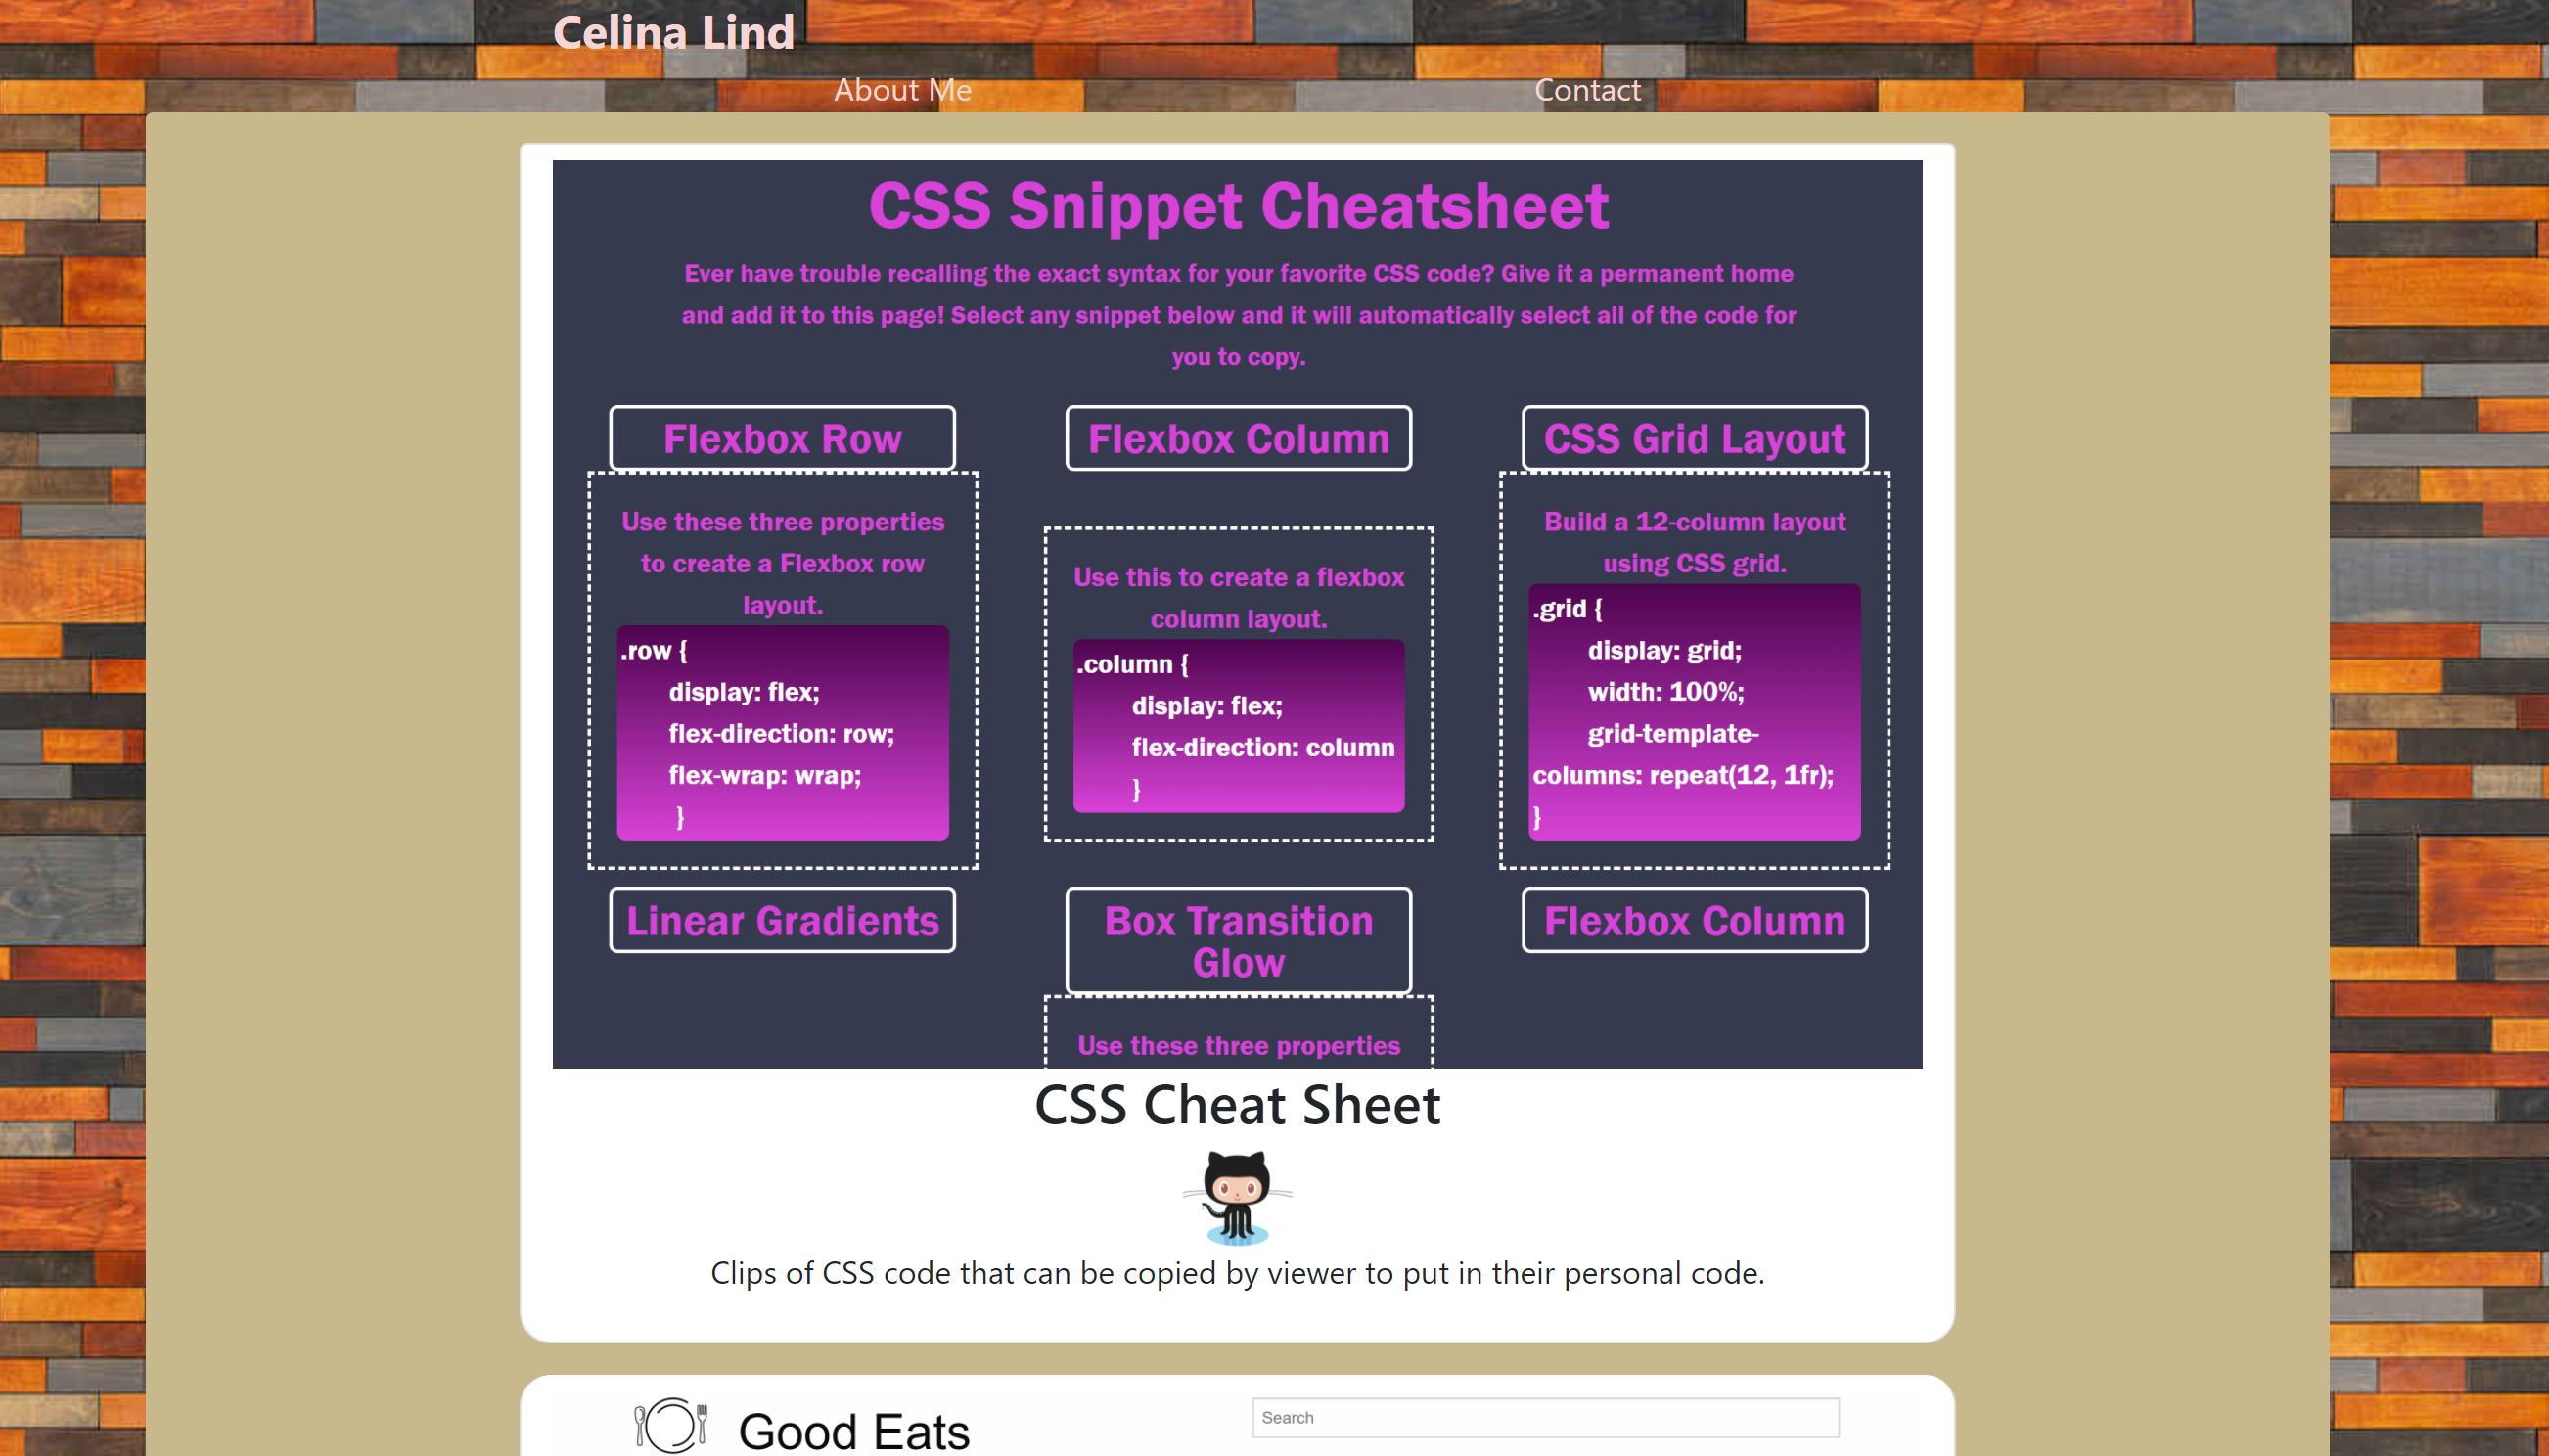 Celina Lind
About Me
Contact
CSS Snippet Cheatsheet
Ever have trouble recalling the exact syntax for your favorite CSS code? Give it a permanent home
and add it to this page! Select any snippet below and it will automatically select all of the code for
you to copy.
Flexbox Row
Use these three properties
to create a Flexbox row
layout.
.row {
display: flex;
flex-direction: row;
flex-wrap: wrap;
}
Flexbox Column
Use this to create a flexbox
column layout.
.column {
display: flex;
flex-direction: column
}
CSS Grid Layout
Build a 12-column layout
using CSS grid.
.grid {
display: grid;
width: 100%;
grid-template-
columns: repeat(12, 1fr);
}
Linear Gradients
Box Transition
Glow
Use these three properties
Flexbox Column
CSS Cheat Sheet
Clips of CSS code that can be copied by viewer to put in their personal code.
Good Eats
Search